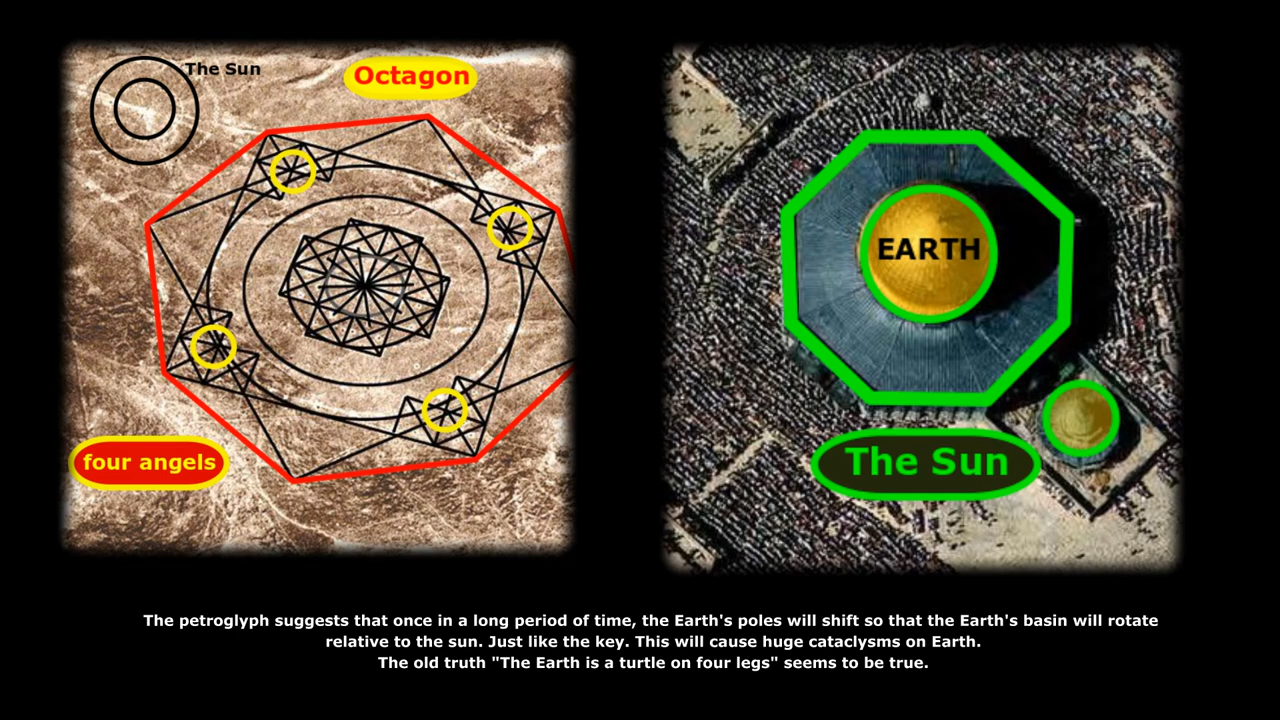 The Sun
Octagon
four angels
EARTH
The Sun
The petroglyph suggests that once in a long period of time, the Earth's poles will shift so that the Earth's basin will rotate
relative to the sun. Just like the key. This will cause huge cataclysms on Earth.
The old truth "The Earth is a turtle on four legs" seems to be true.